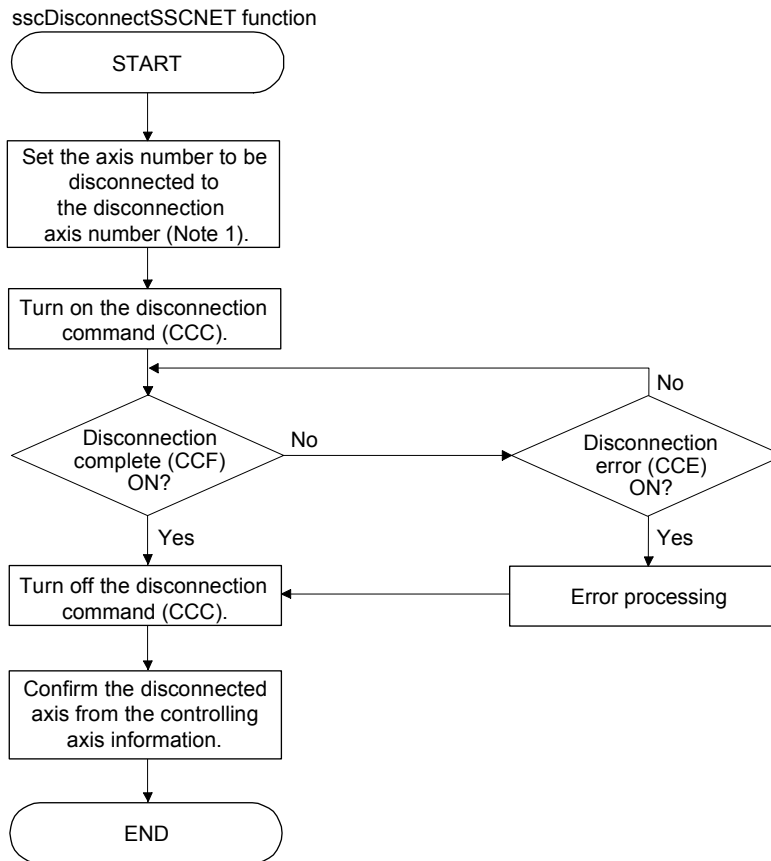 sscDisconnectSSCNET function
START
Set the axis number to be
disconnected to
the disconnection
axis number (Note 1).
Turn on the disconnection
command (CCC).
No
Disconnection
complete (CCF)
ON?
No
Disconnection
error (CCE)
ON?
Yes
Yes
Turn off the disconnection
command (CCC).
Error processing
Confirm the disconnected
axis from the controlling
axis information.
END